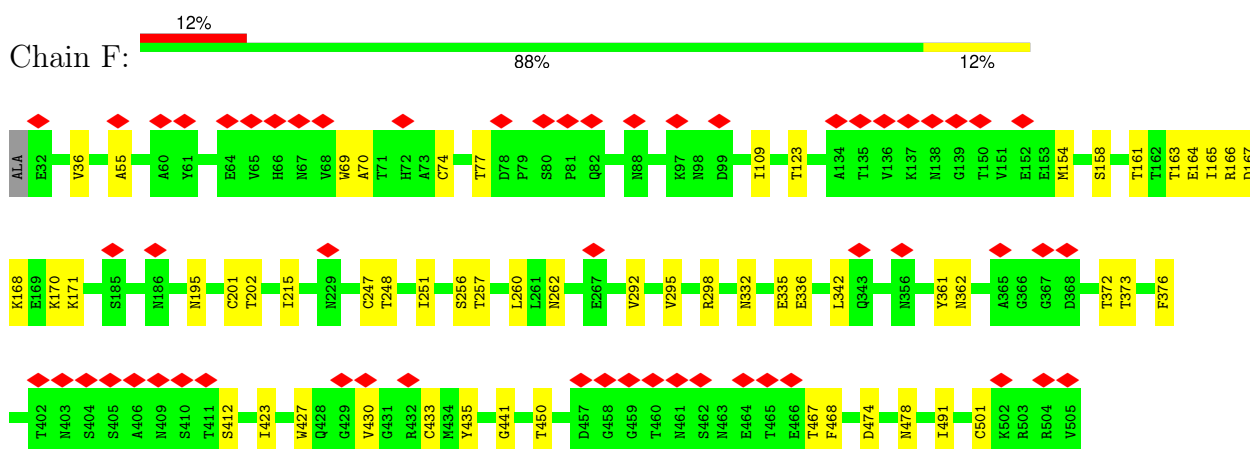 12%
Chain F:
88% 12%
ALA E32 V36 A55 A60 Y61 E64 V65 H66 N67 V68 W69 A70 T71 H72 A73 C74 T77 D78 P79 S80 P81 Q82 N88 K97 N98 D99 I109 T123 A134 T135 V136 K137 N138 G139 T150 V151 E152 E153 M154 S158 T161 T162 T163 E164 I165 R166 D167
K168 E169 K170 K171 S185 N186 N195 C201 T202 I215 N229 C247 T248 I251 S256 T257 L260 L261 N262 E267 V292 V295 R298 N332 E335 E336 L342 Q343 N356 Y361 N362 A365 G366 G367 D368 T372 T373 F376
T402 N403 S404 S405 A406 N409 S410 T411 S412 I423 W427 Q428 G429 V430 G431 R432 C433 M434 Y435 G441 T450 D457 G458 G459 T460 N461 S462 N463 E464 T465 E466 T467 F468 D474 N478 I491 C501 K502 R503 R504 V505